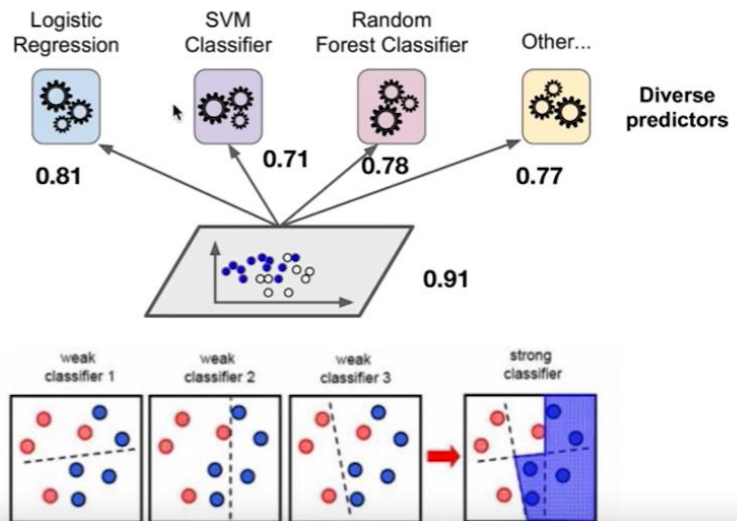 Logistic
Regression
SVM
Classifier
Random
Forest Classifier
Other...
Diverse
predictors
0.81
0.71
0.78
0.77
0.91
weak
classifier 1
weak
classifier 2
weak
classifier 3
strong
classifier